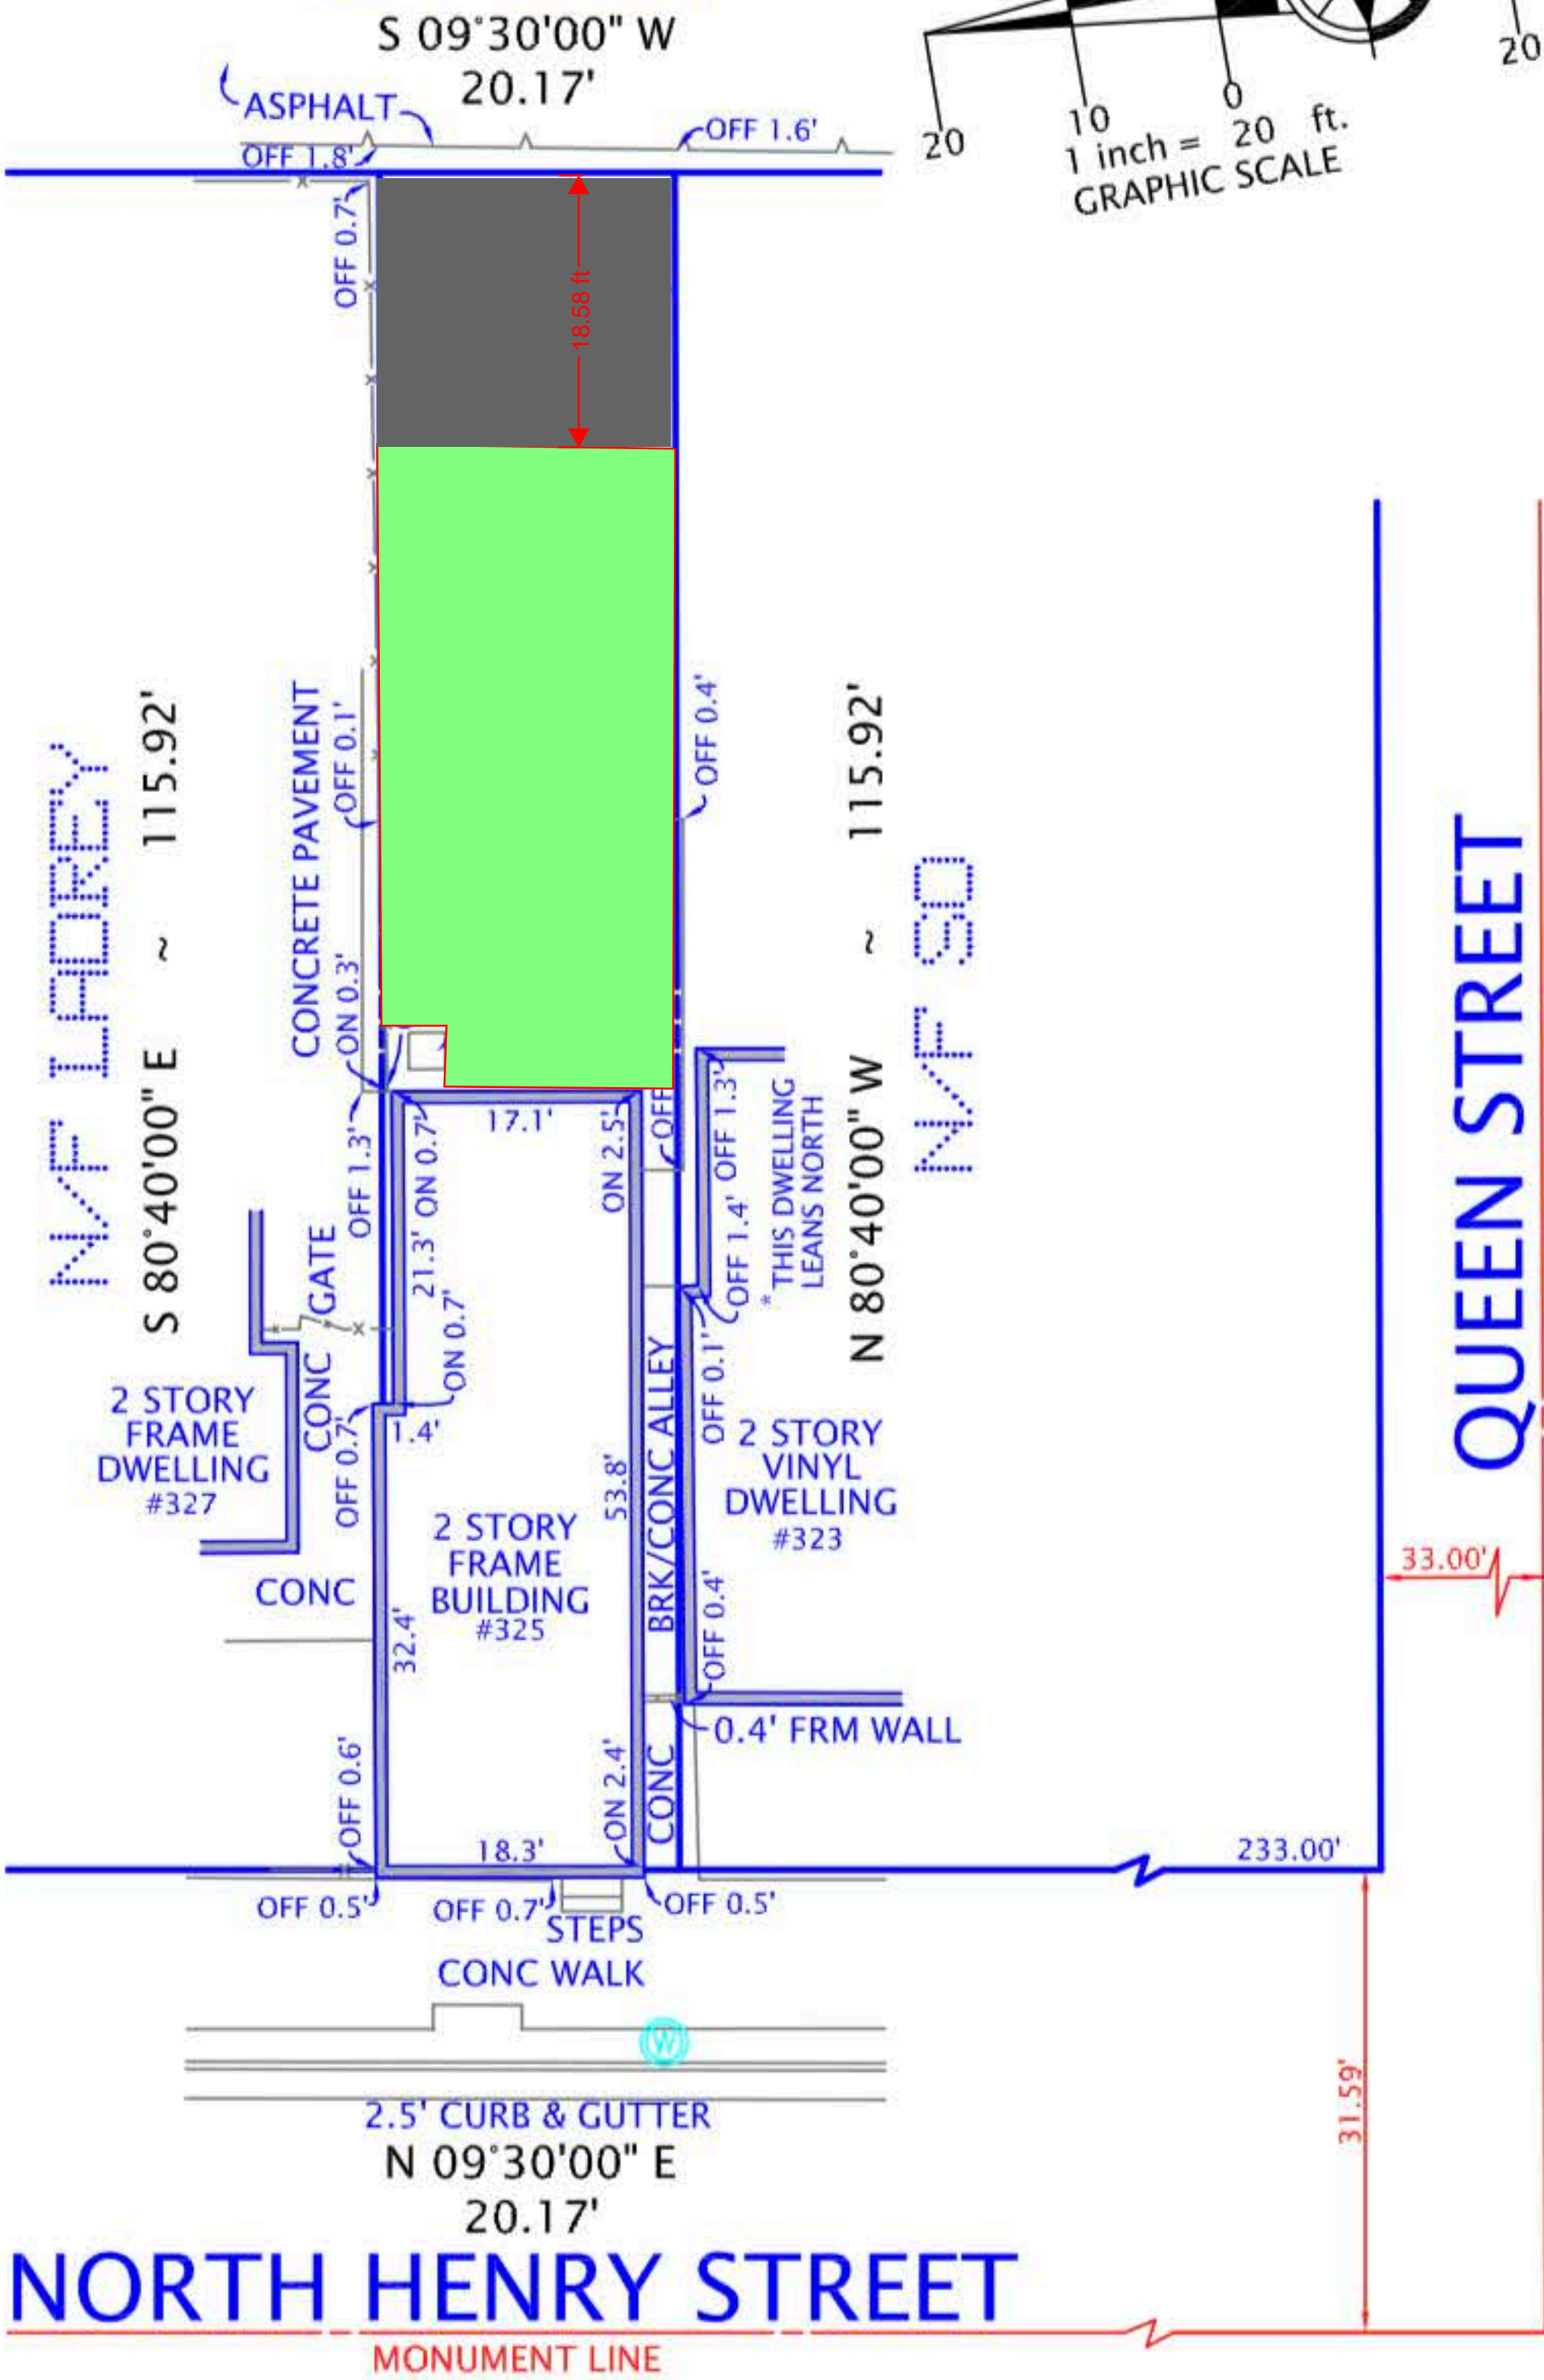 S 09°30'00" W
20.17'
ASPHALT
OFF 1.8'
OFF 1.6'
20
10
0
20
1 inch = 20 ft.
GRAPHIC SCALE
OFF 0.7'
18.58 ft
N/F LADREY
S 80°40'00" E ~ 115.92'
CONCRETE PAVEMENT
OFF 0.1'
ON 0.3'
OFF 0.4'
N 80°40'00" W ~ 115.92'
N/F SO
QUEEN STREET
OFF 1.3'
17.1'
ON 0.7'
21.3'
ON 0.7'
ON 2.5'
OFF
OFF 1.3'
OFF 1.4'
* THIS DWELLING
LEANS NORTH
GATE
CONC
OFF 0.7'
1.4'
2 STORY
FRAME
DWELLING
#327
CONC
2 STORY
FRAME
BUILDING
#325
53.8'
32.4'
BRK/CONC ALLEY
OFF 0.1'
2 STORY
VINYL
DWELLING
#323
OFF 0.4'
33.00'
0.4' FRM WALL
OFF 0.6'
ON 2.4'
CONC
18.3'
233.00'
OFF 0.5'
OFF 0.7'
OFF 0.5'
STEPS
CONC WALK
W
2.5' CURB & GUTTER
31.59'
N 09°30'00" E
20.17'
NORTH HENRY STREET
MONUMENT LINE